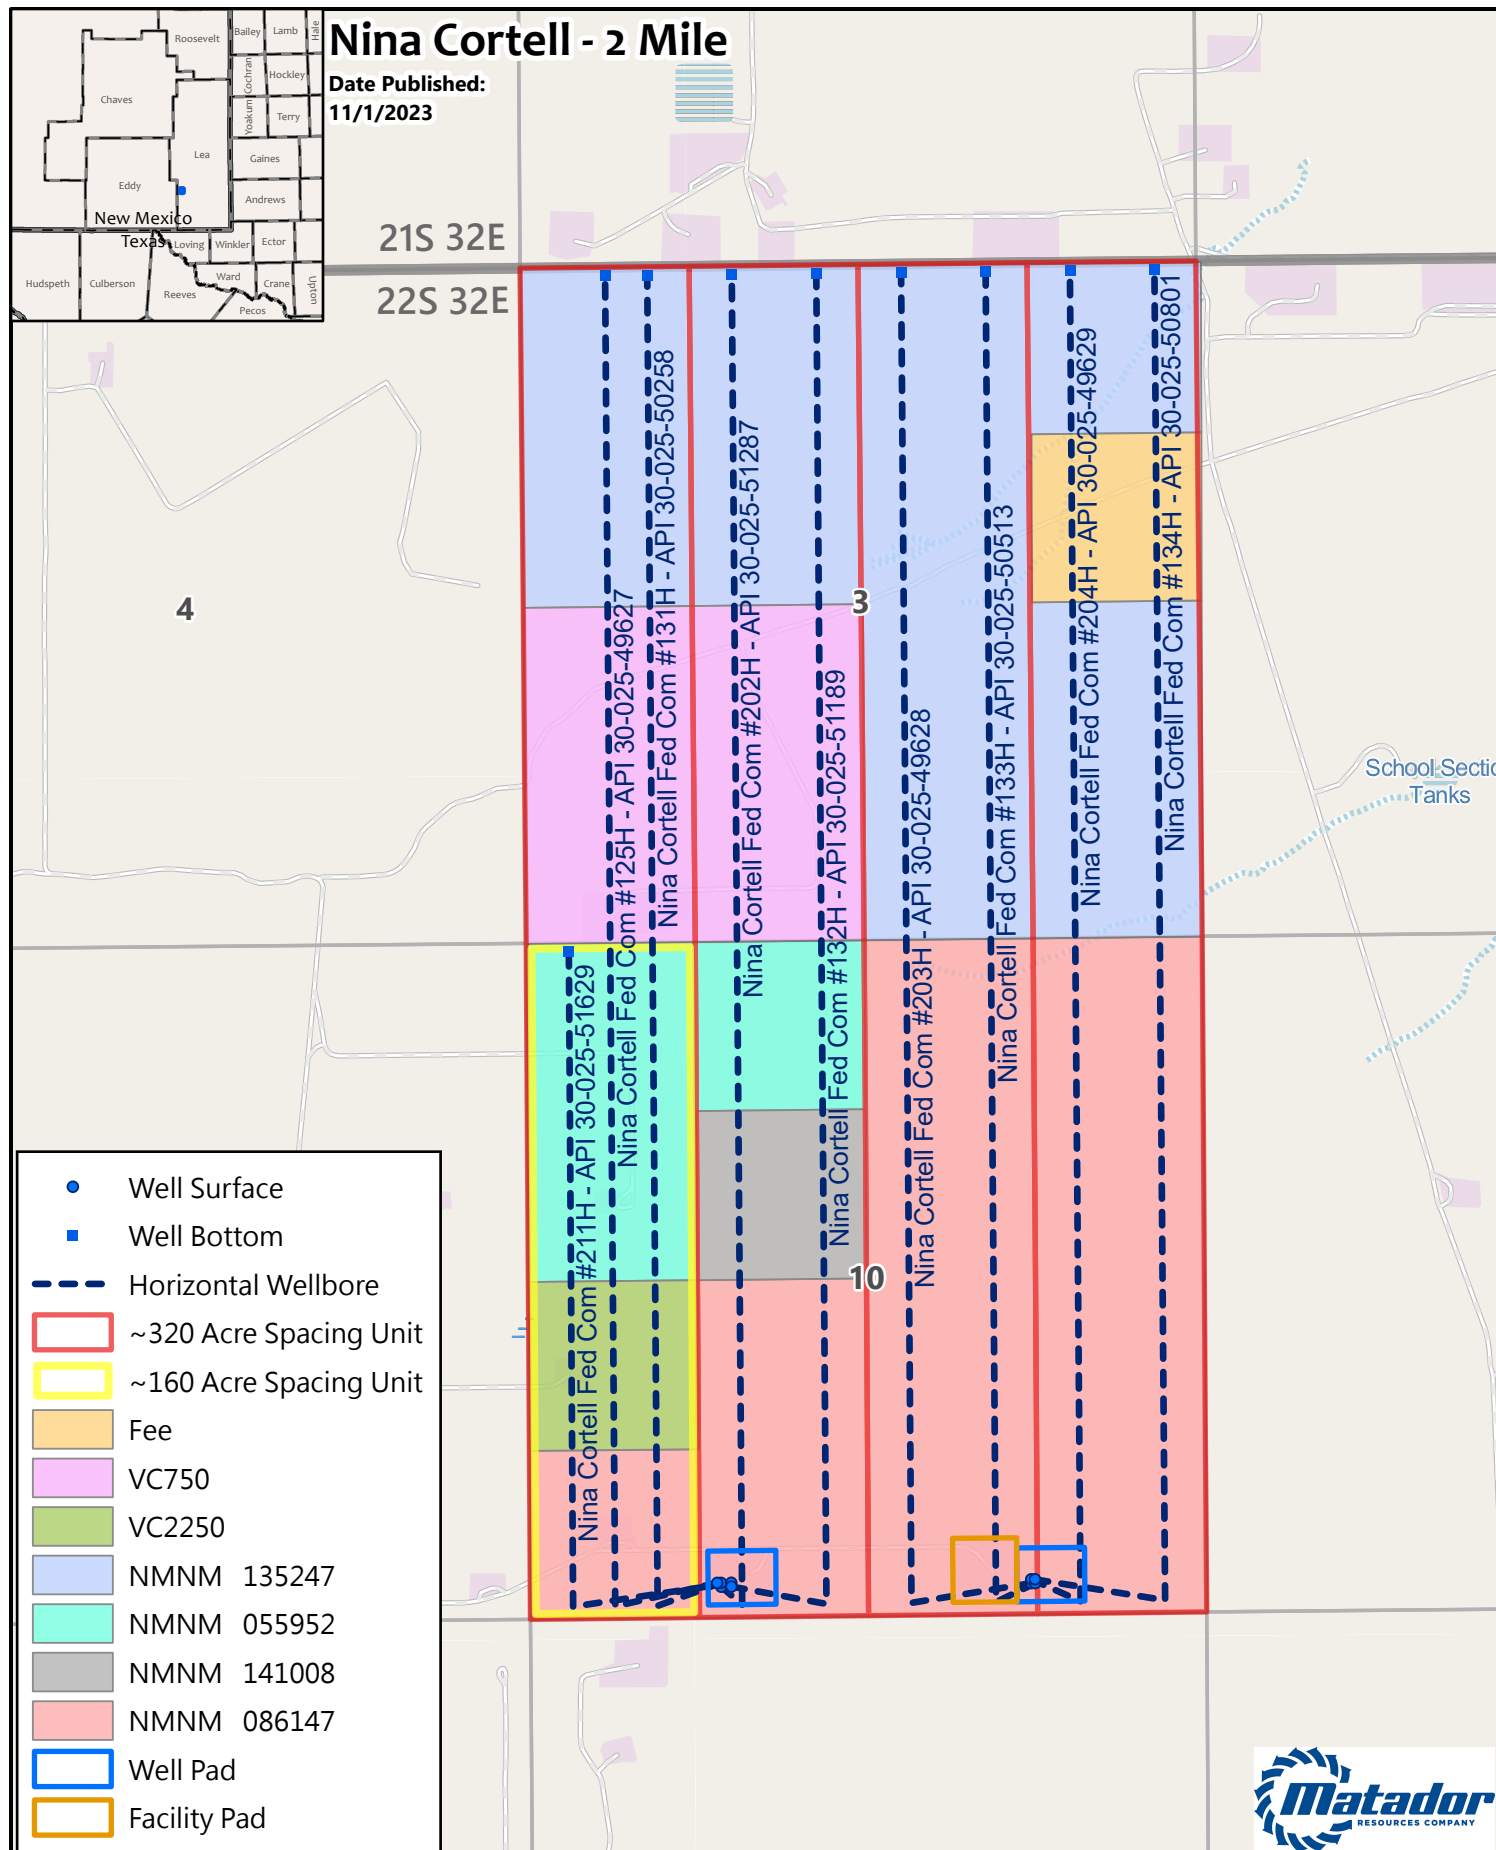 Nina Cortell - 2 Mile
Date Published:
11/1/2023
Roosevelt
Bailey
Lamb
Hale
Cochran
Hockley
Chaves
Yoakum
Terry
Lea
Gaines
Eddy
Andrews
New Mexico
Texas
Loving
Winkler
Ector
Hudspeth
Culberson
Reeves
Ward
Crane
Upton
Pecos
21S 32E
22S 32E
4
3
10
School Sectio
Tanks
Nina Cortell Fed Com #211H - API 30-025-51629
Nina Cortell Fed Com #125H - API 30-025-49627
Nina Cortell Fed Com #131H - API 30-025-50258
Nina Cortell Fed Com #202H - API 30-025-51287
Nina Cortell Fed Com #132H - API 30-025-51189
Nina Cortell Fed Com #203H - API 30-025-49628
Nina Cortell Fed Com #133H - API 30-025-50513
Nina Cortell Fed Com #204H - API 30-025-49629
Nina Cortell Fed Com #134H - API 30-025-50801
Well Surface
Well Bottom
Horizontal Wellbore
~320 Acre Spacing Unit
~160 Acre Spacing Unit
Fee
VC750
VC2250
NMNM 135247
NMNM 055952
NMNM 141008
NMNM 086147
Well Pad
Facility Pad
Matador
RESOURCES COMPANY